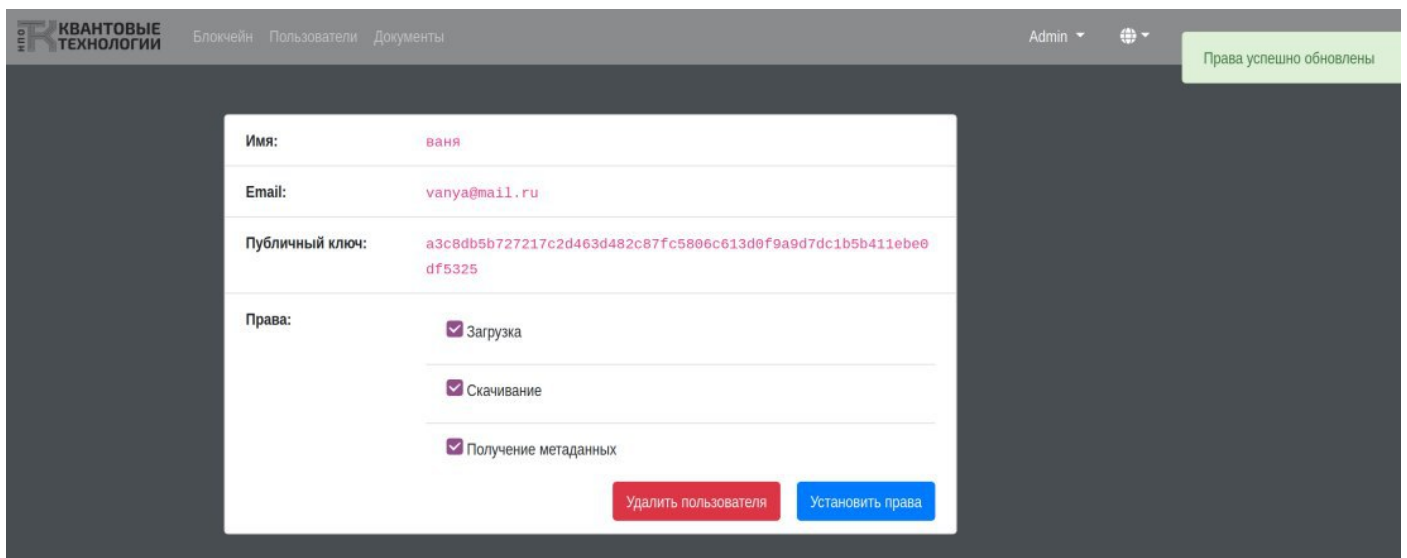 НПО КВАНТОВЫЕ ТЕХНОЛОГИИ
Блокчейн Пользователи Документы Admin
Права успешно обновлены
Имя: ваня
Email: vanya@mail.ru
Публичный ключ: a3c8db5b727217c2d463d482c87fc5806c613d0f9a9d7dc1b5b411ebe0
df5325
Права:
Загрузка
Скачивание
Получение метаданных
Удалить пользователя Установить права